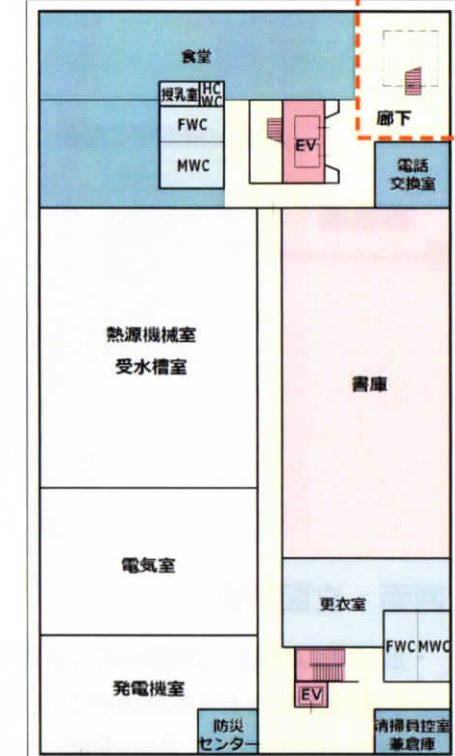 食堂
授乳室
HC
WC
FWC
MWC
EV
廊下
電話
交換室
熱源機械室
受水槽室
書庫
電気室
更衣室
FWC MWC
発電機室
EV
防災
センター
清掃員控室
兼倉庫